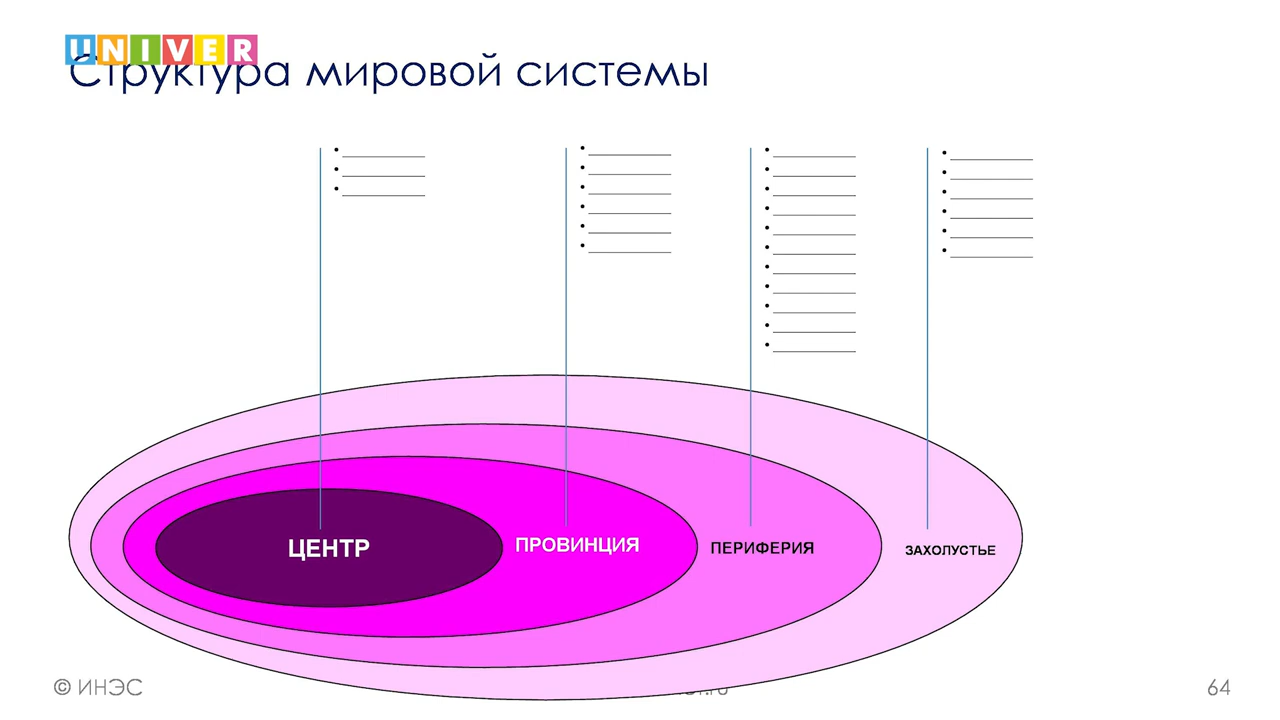 UNIVER
Структура мировой системы
ЦЕНТР
ПРОВИНЦИЯ
ПЕРИФЕРИЯ
ЗАХОЛУСТЬЕ
© ИНЭС
64